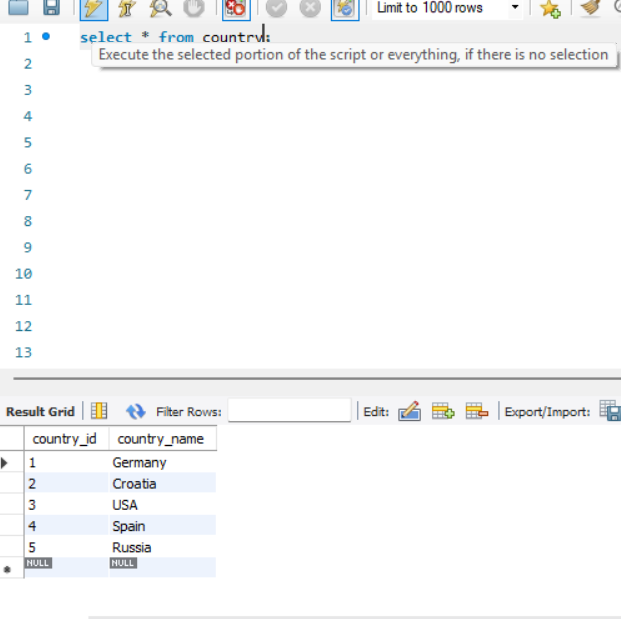 Limit to 1000 rows
1 select * from country;
Execute the selected portion of the script or everything, if there is no selection
2
3
4
5
6
7
8
9
10
11
12
13
Result Grid Filter Rows: Edit: Export/Import:
country_id country_name
1 Germany
2 Croatia
3 USA
4 Spain
5 Russia
NULL NULL